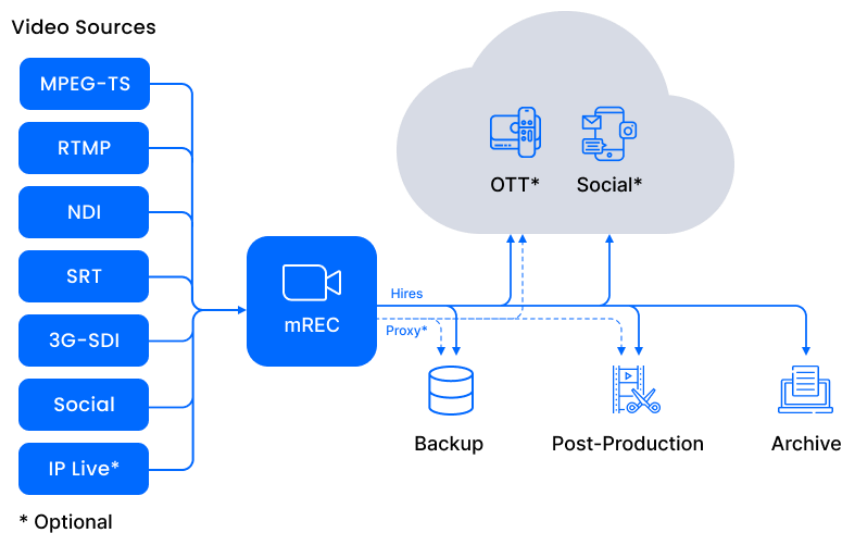 Video Sources
MPEG-TS
RTMP
NDI
SRT
3G-SDI
Social
IP Live*
* Optional
mREC
OTT*
Social*
Hires
Proxy*
Backup
Post-Production
Archive